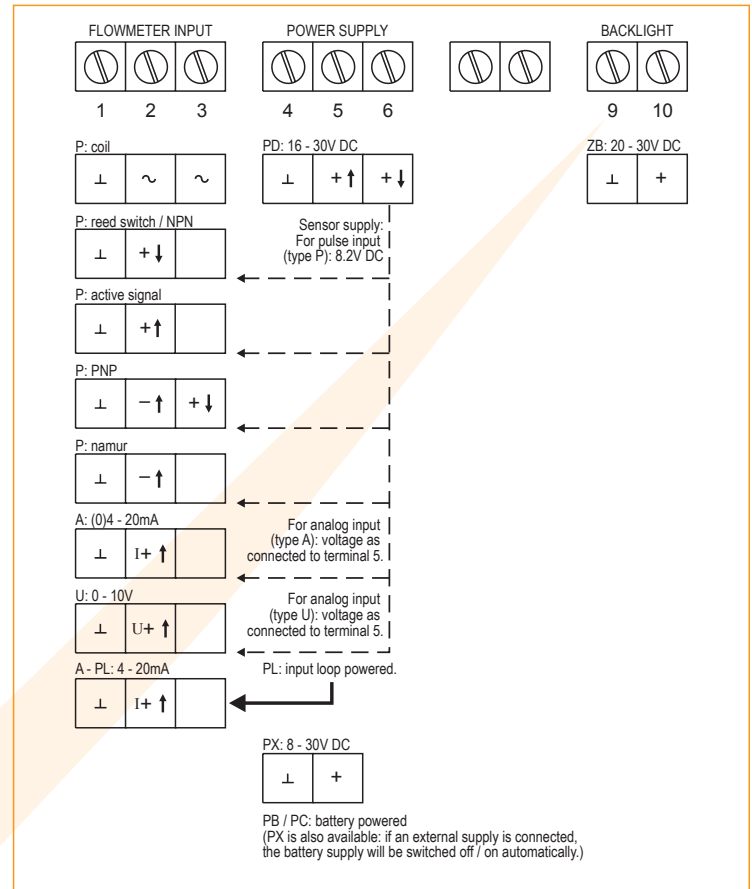 FLOWMETER INPUT POWER SUPPLY BACKLIGHT
1 2 3 4 5 6 9 10
P: coil PD: 16 - 30V DC ZB: 20 - 30V DC
⊥ ~ ~ ⊥ +↑ +↓ ⊥ +
P: reed switch / NPN
⊥ +↓
Sensor supply:
For pulse input
(type P): 8.2V DC
P: active signal
⊥ +↑
P: PNP
⊥ −↑ +↓
P: namur
⊥ −↑
A: (0)4 - 20mA
⊥ I+ ↑
For analog input
(type A): voltage as
connected to terminal 5.
U: 0 - 10V
⊥ U+ ↑
For analog input
(type U): voltage as
connected to terminal 5.
A - PL: 4 - 20mA PL: input loop powered.
⊥ I+ ↑
PX: 8 - 30V DC
⊥ +
PB / PC: battery powered
(PX is also available: if an external supply is connected,
the battery supply will be switched off / on automatically.)